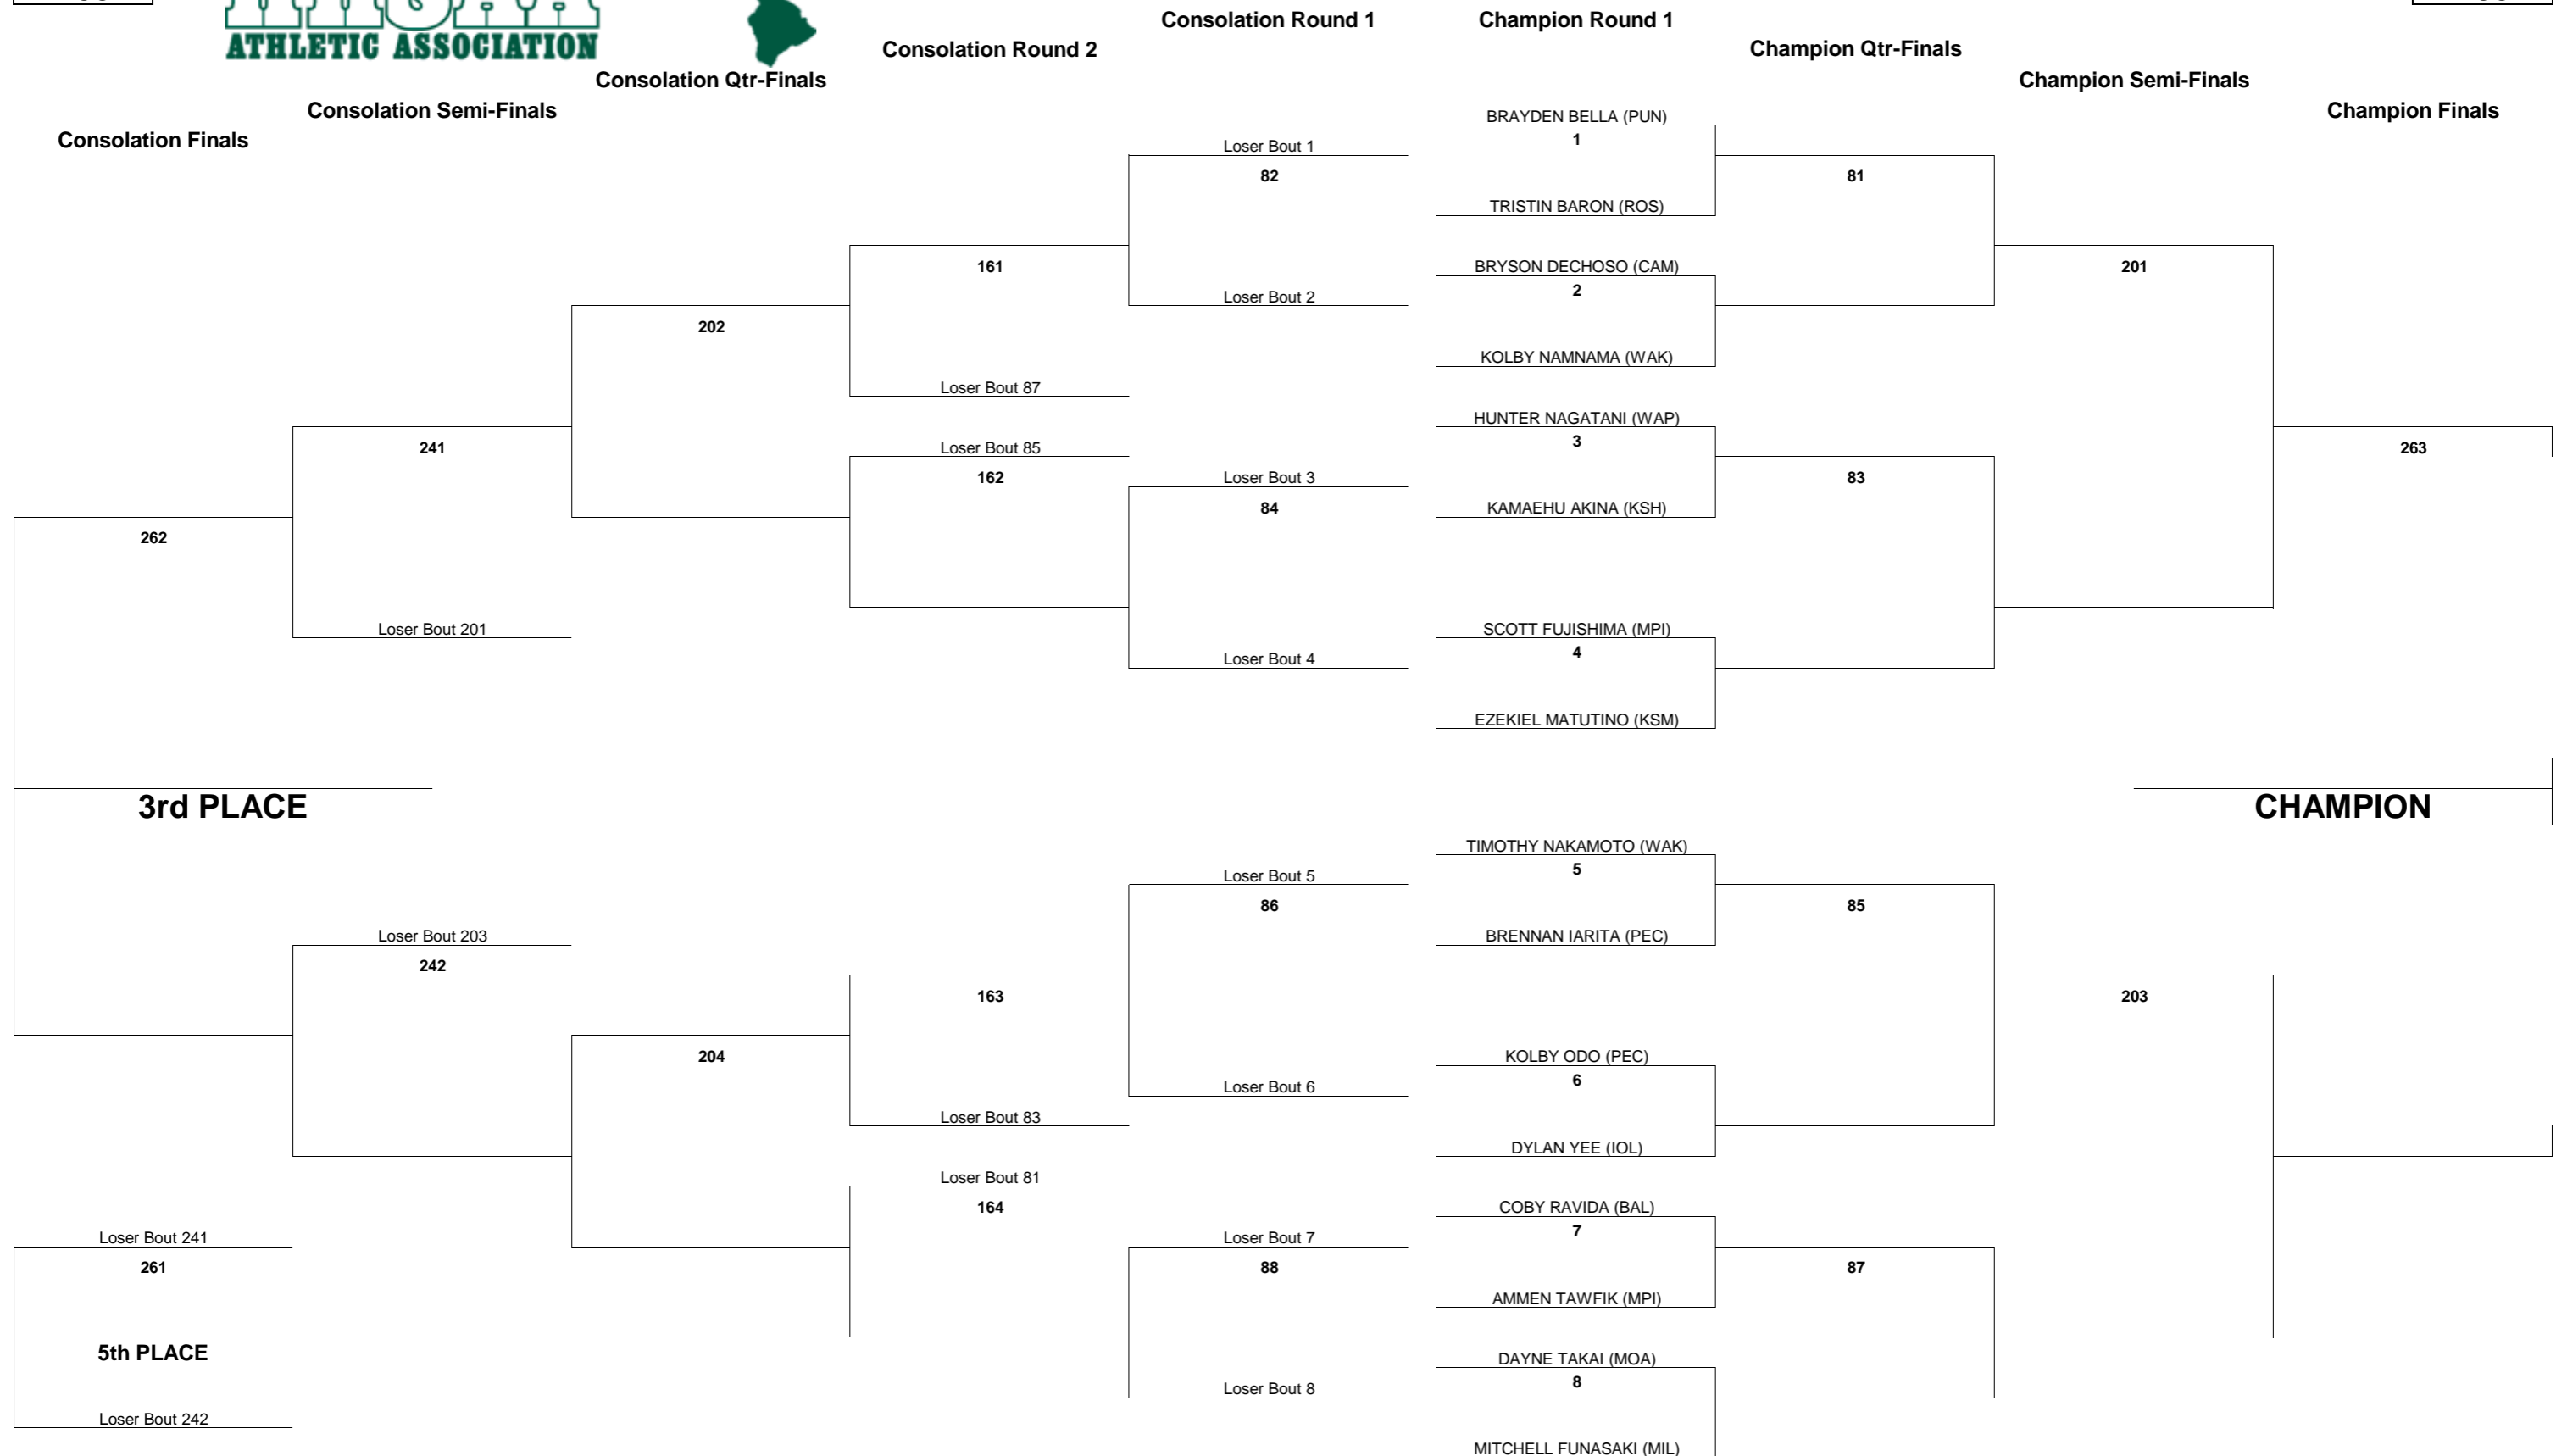 ATHLETIC ASSOCIATION
Consolation Round 1
Champion Round 1
Consolation Round 2
Champion Qtr-Finals
Consolation Qtr-Finals
Champion Semi-Finals
Consolation Semi-Finals
Champion Finals
Consolation Finals
BRAYDEN BELLA (PUN)
1
Loser Bout 1
82
81
TRISTIN BARON (ROS)
161
BRYSON DECHOSO (CAM)
201
2
Loser Bout 2
202
KOLBY NAMNAMA (WAK)
Loser Bout 87
HUNTER NAGATANI (WAP)
3
241
Loser Bout 85
263
162
Loser Bout 3
83
84
KAMAEHU AKINA (KSH)
262
Loser Bout 201
SCOTT FUJISHIMA (MPI)
4
Loser Bout 4
EZEKIEL MATUTINO (KSM)
3rd PLACE
CHAMPION
TIMOTHY NAKAMOTO (WAK)
5
Loser Bout 5
86
85
Loser Bout 203
BRENNAN IARITA (PEC)
242
163
203
204
KOLBY ODO (PEC)
6
Loser Bout 6
Loser Bout 83
DYLAN YEE (IOL)
Loser Bout 81
164
COBY RAVIDA (BAL)
7
Loser Bout 241
Loser Bout 7
261
88
87
AMMEN TAWFIK (MPI)
5th PLACE
DAYNE TAKAI (MOA)
8
Loser Bout 8
Loser Bout 242
MITCHELL FUNASAKI (MIL)